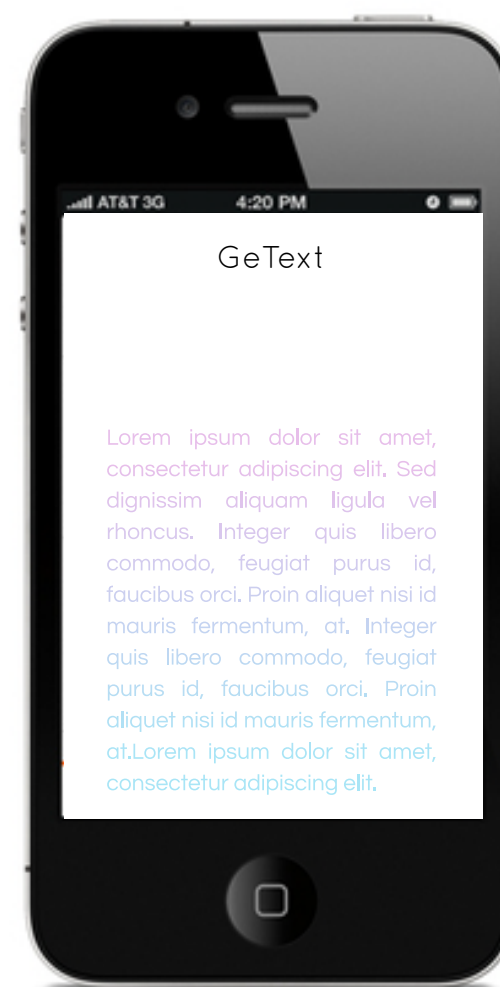 AT&T 3G 4:20 PM
GeText
Lorem ipsum dolor sit amet,
consectetur adipiscing elit. Sed
dignissim aliquam ligula vel
rhoncus. Integer quis libero
commodo, feugiat purus id,
faucibus orci. Proin aliquet nisi id
mauris fermentum, at. Integer
quis libero commodo, feugiat
purus id, faucibus orci. Proin
aliquet nisi id mauris fermentum,
at.Lorem ipsum dolor sit amet,
consectetur adipiscing elit.